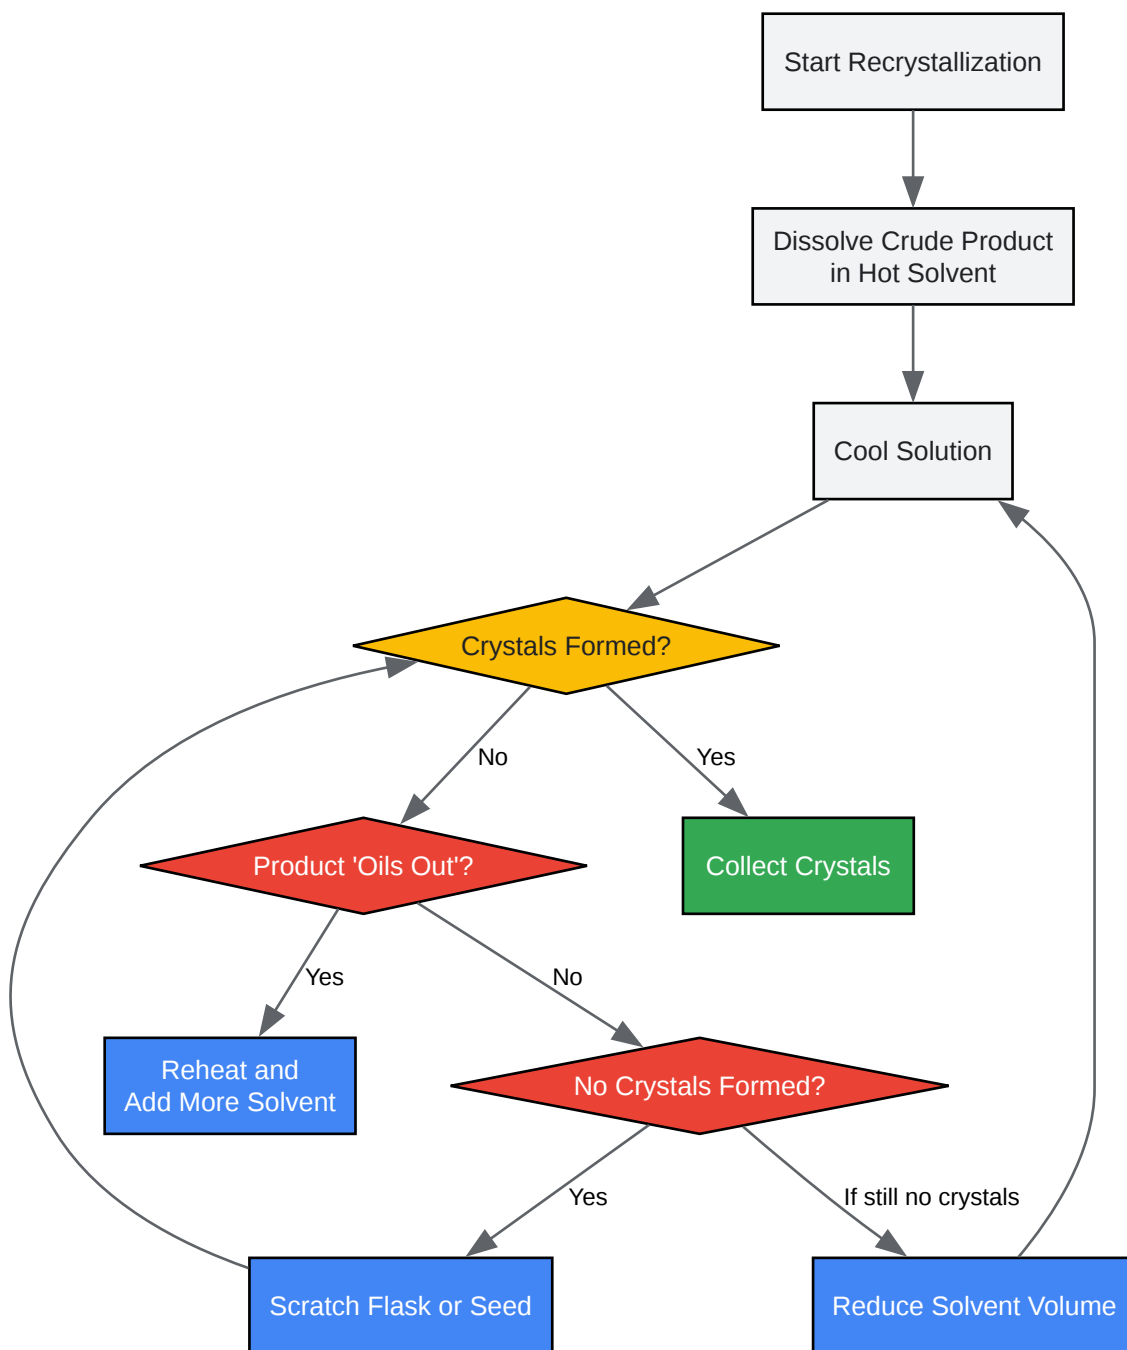 Start Recrystallization
Dissolve Crude Product
in Hot Solvent
Cool Solution
Crystals Formed?
No
Yes
Product 'Oils Out'?
Collect Crystals
Yes
No
Reheat and
Add More Solvent
No Crystals Formed?
Yes
If still no crystals
Scratch Flask or Seed
Reduce Solvent Volume